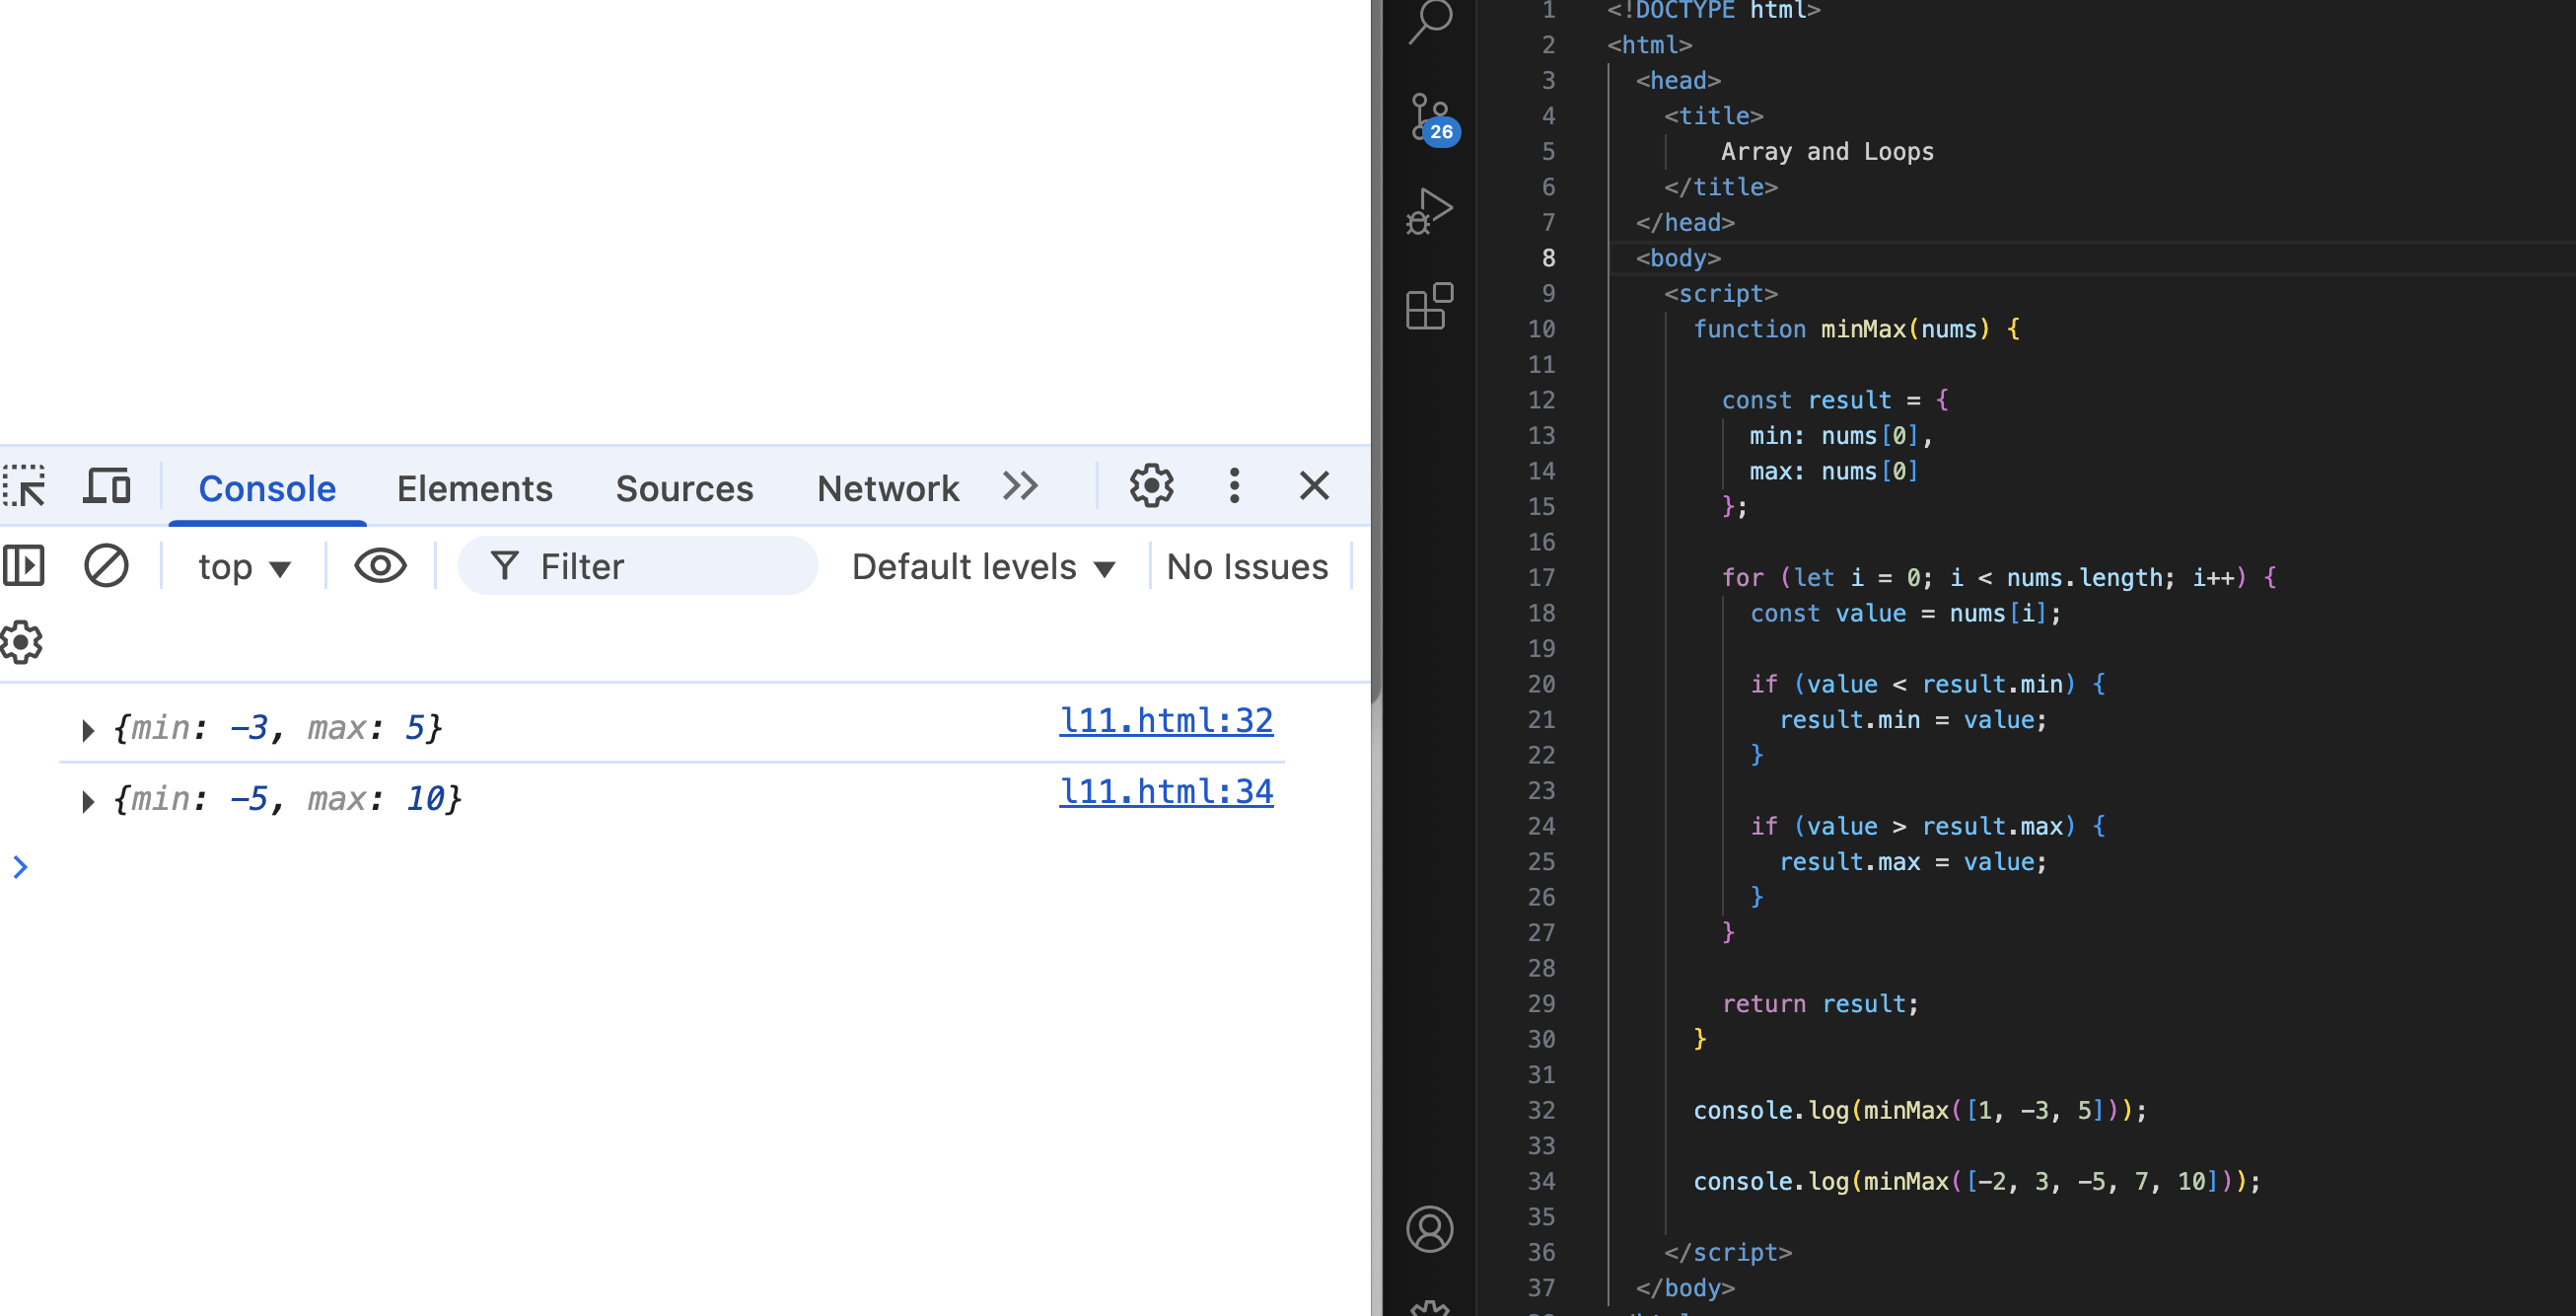 Console Elements Sources Network
top Filter Default levels No Issues
{min: -3, max: 5} l11.html:32
{min: -5, max: 10} l11.html:34
26
1 <!DOCTYPE html>
2 <html>
3 <head>
4 <title>
5 Array and Loops
6 </title>
7 </head>
8 <body>
9 <script>
10 function minMax(nums) {
11
12 const result = {
13 min: nums[0],
14 max: nums[0]
15 };
16
17 for (let i = 0; i < nums.length; i++) {
18 const value = nums[i];
19
20 if (value < result.min) {
21 result.min = value;
22 }
23
24 if (value > result.max) {
25 result.max = value;
26 }
27 }
28
29 return result;
30 }
31
32 console.log(minMax([1, -3, 5]));
33
34 console.log(minMax([-2, 3, -5, 7, 10]));
35
36 </script>
37 </body>